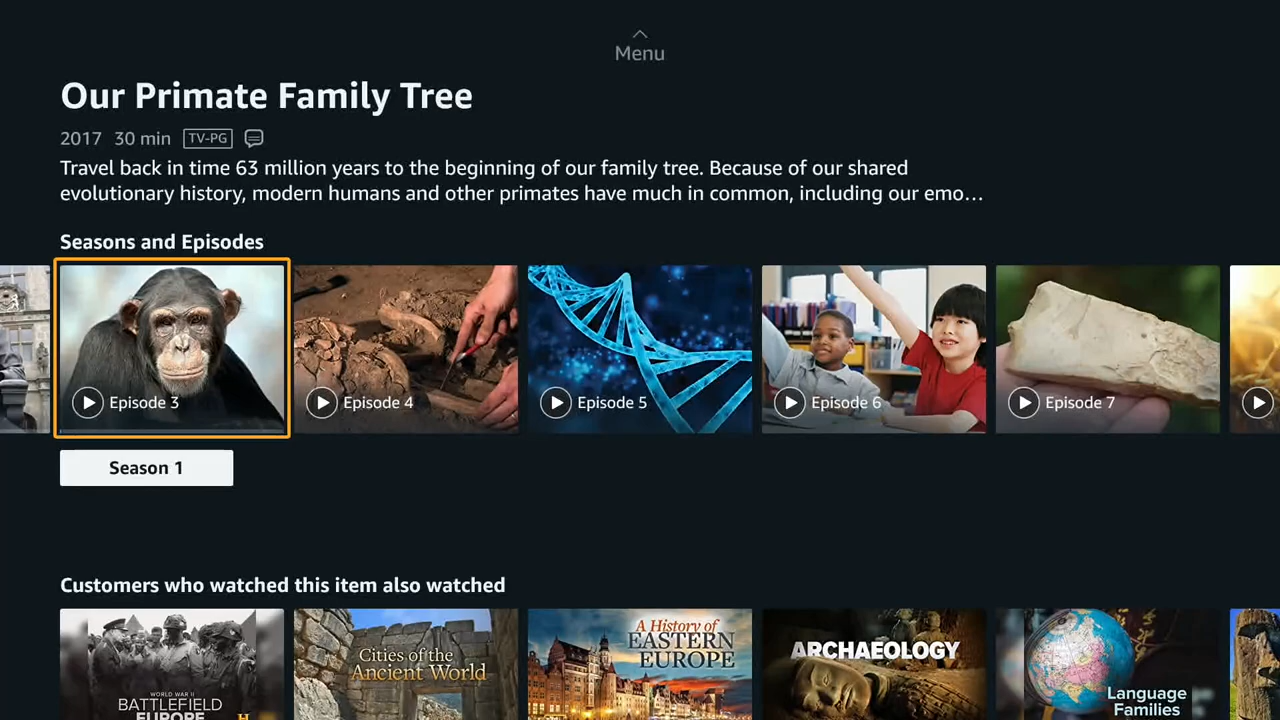 Menu
Our Primate Family Tree
2017 30 min TV-PG
Travel back in time 63 million years to the beginning of our family tree. Because of our shared
evolutionary history, modern humans and other primates have much in common, including our emo…
Seasons and Episodes
Episode 3
Episode 4
Episode 5
Episode 6
Episode 7
Season 1
Customers who watched this item also watched
WORLD WAR II
BATTLEFIELD
EUROPE
H
Cities of the
Ancient World
A History of
EASTERN
EUROPE
ARCHAEOLOGY
Language
Families